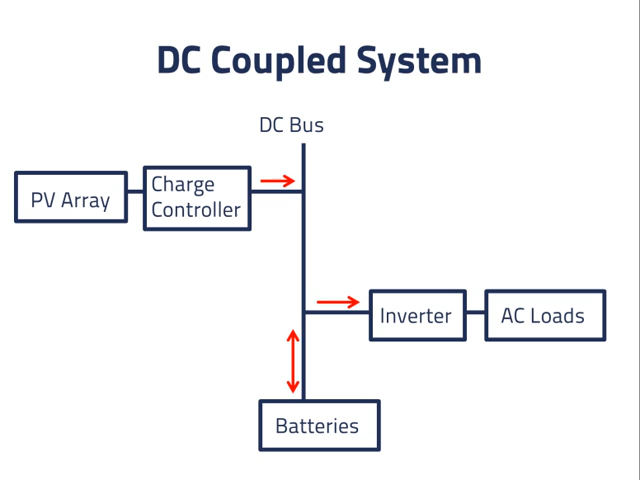 DC Coupled System
DC Bus
PV Array
Charge
Controller
Inverter
AC Loads
Batteries